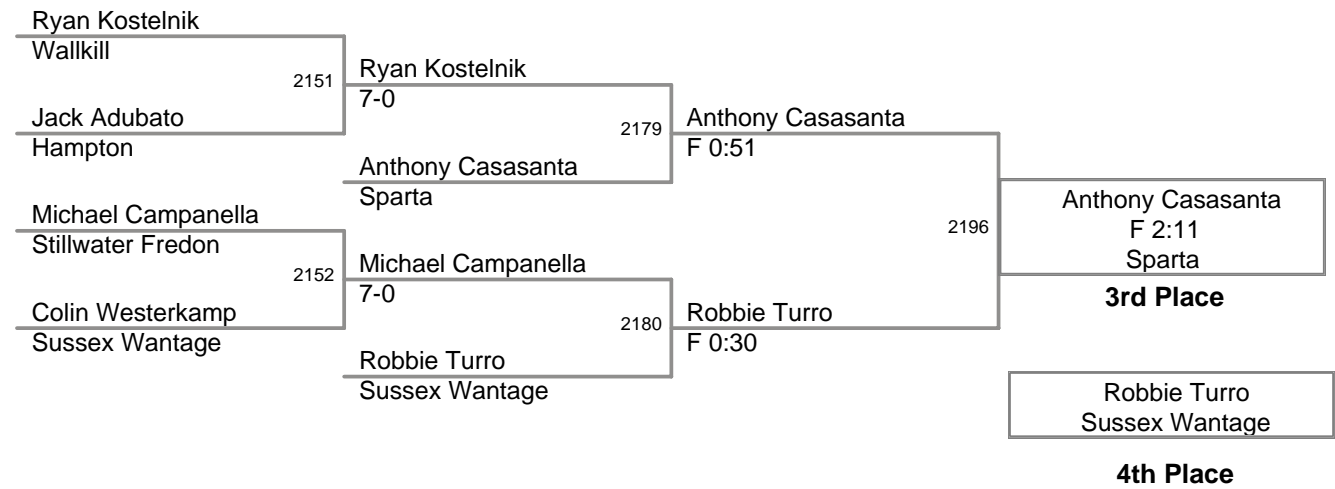 Ryan Kostelnik
Wallkill
2151
Jack Adubato
Hampton
Michael Campanella
Stillwater Fredon
2152
Colin Westerkamp
Sussex Wantage
Ryan Kostelnik
7-0
2179
Anthony Casasanta
Sparta
Michael Campanella
7-0
2180
Robbie Turro
Sussex Wantage
Anthony Casasanta
F 0:51
2196
Robbie Turro
F 0:30
Anthony Casasanta
F 2:11
Sparta
3rd Place
Robbie Turro
Sussex Wantage
4th Place